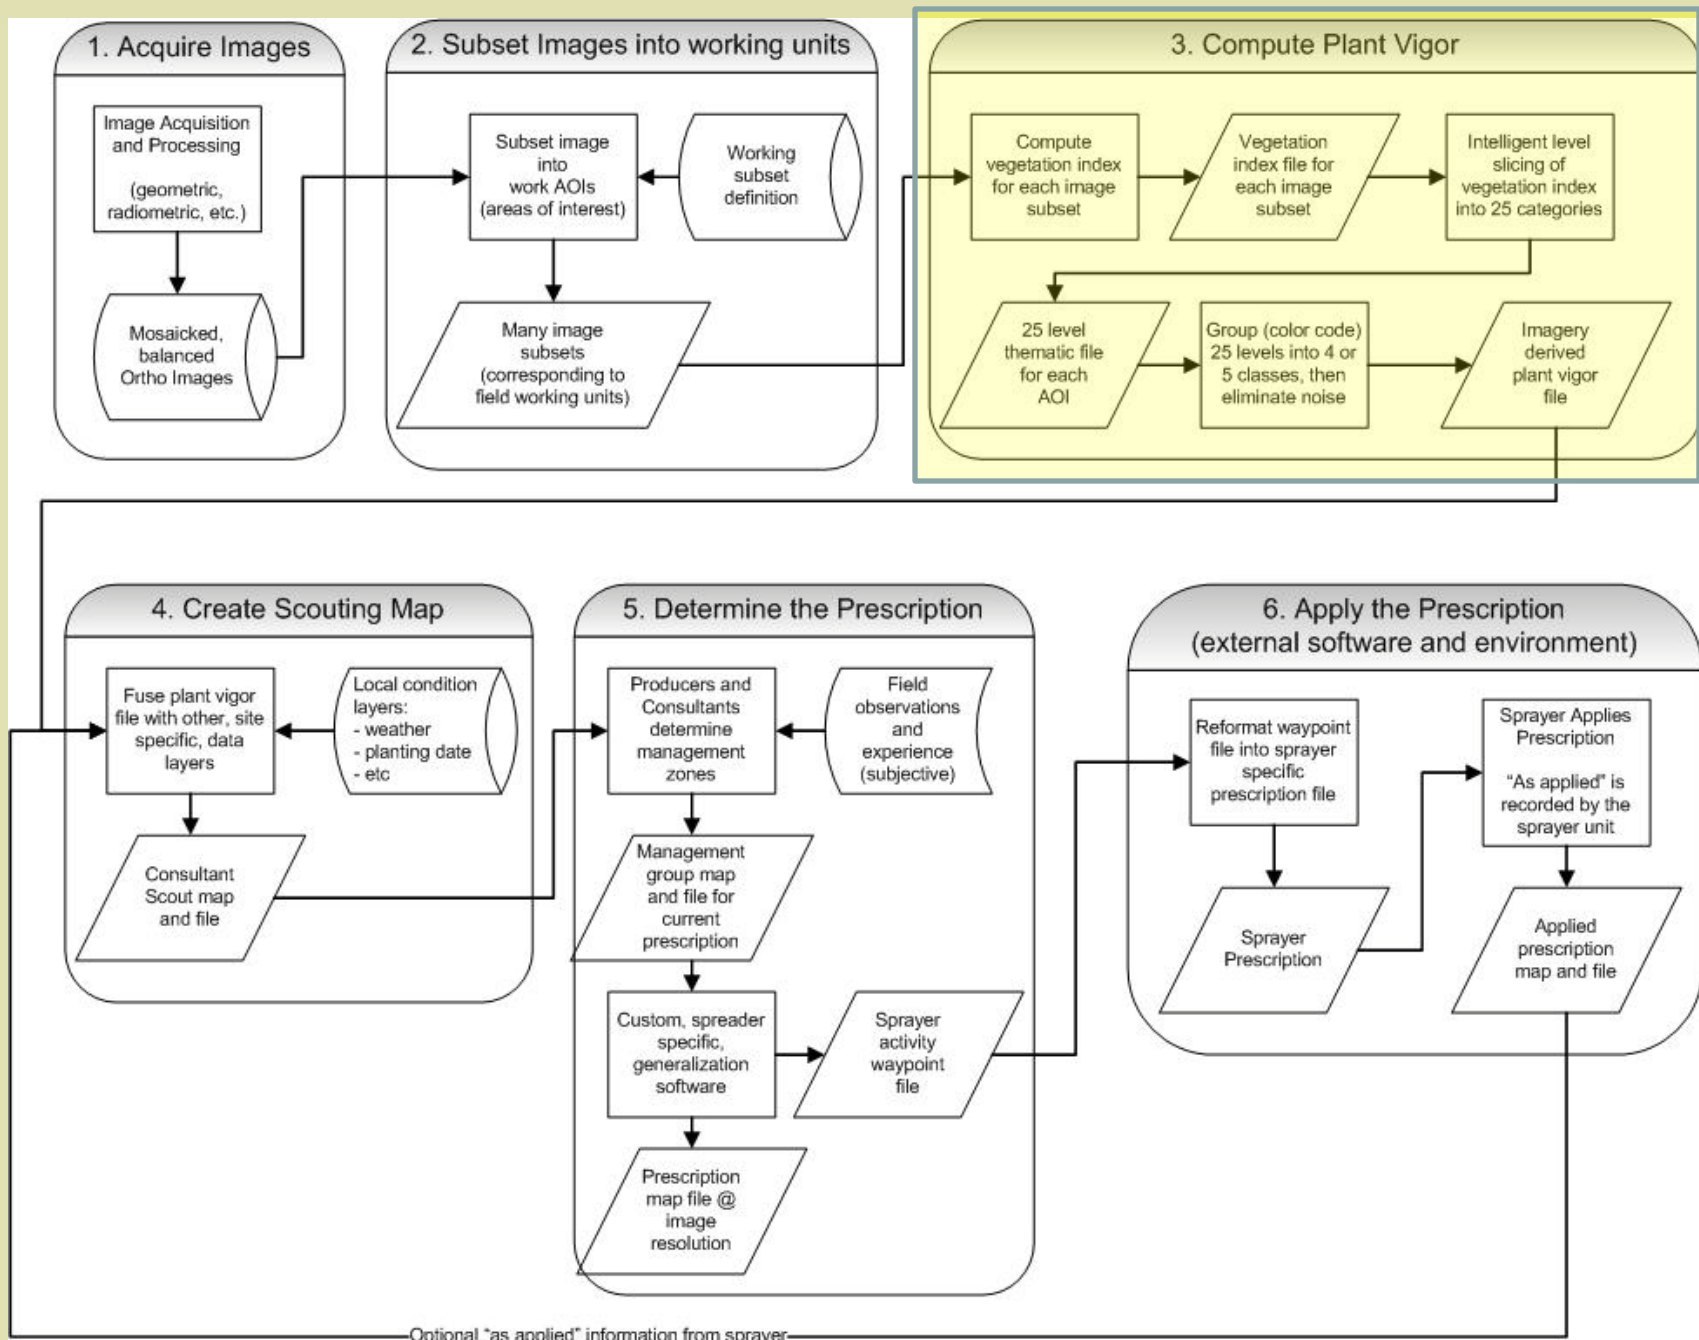 1. Acquire Images
Image Acquisition
and Processing
(geometric,
radiometric, etc.)
Mosaicked,
balanced
Ortho Images
2. Subset Images into working units
Subset image
into
work AOIs
(areas of interest)
Working
subset
definition
Many image
subsets
(corresponding to
field working units)
3. Compute Plant Vigor
Compute
vegetation index
for each image
subset
Vegetation
index file for
each image
subset
Intelligent level
slicing of
vegetation index
into 25 categories
25 level
thematic file
for each
AOI
Group (color code)
25 levels into 4 or
5 classes, then
eliminate noise
Imagery
derived
plant vigor
file
4. Create Scouting Map
Fuse plant vigor
file with other, site
specific, data
layers
Local condition
layers:
- weather
- planting date
- etc
Consultant
Scout map
and file
5. Determine the Prescription
Producers and
Consultants
determine
management
zones
Field
observations
and
experience
(subjective)
Management
group map
and file for
current
prescription
Custom, spreader
specific,
generalization
software
Sprayer
activity
waypoint
file
Prescription
map file @
image
resolution
6. Apply the Prescription
(external software and environment)
Reformat waypoint
file into sprayer
specific
prescription file
Sprayer
Prescription
Sprayer Applies
Prescription
“As applied” is
recorded by the
sprayer unit
Applied
prescription
map and file
Optional “as applied” information from sprayer